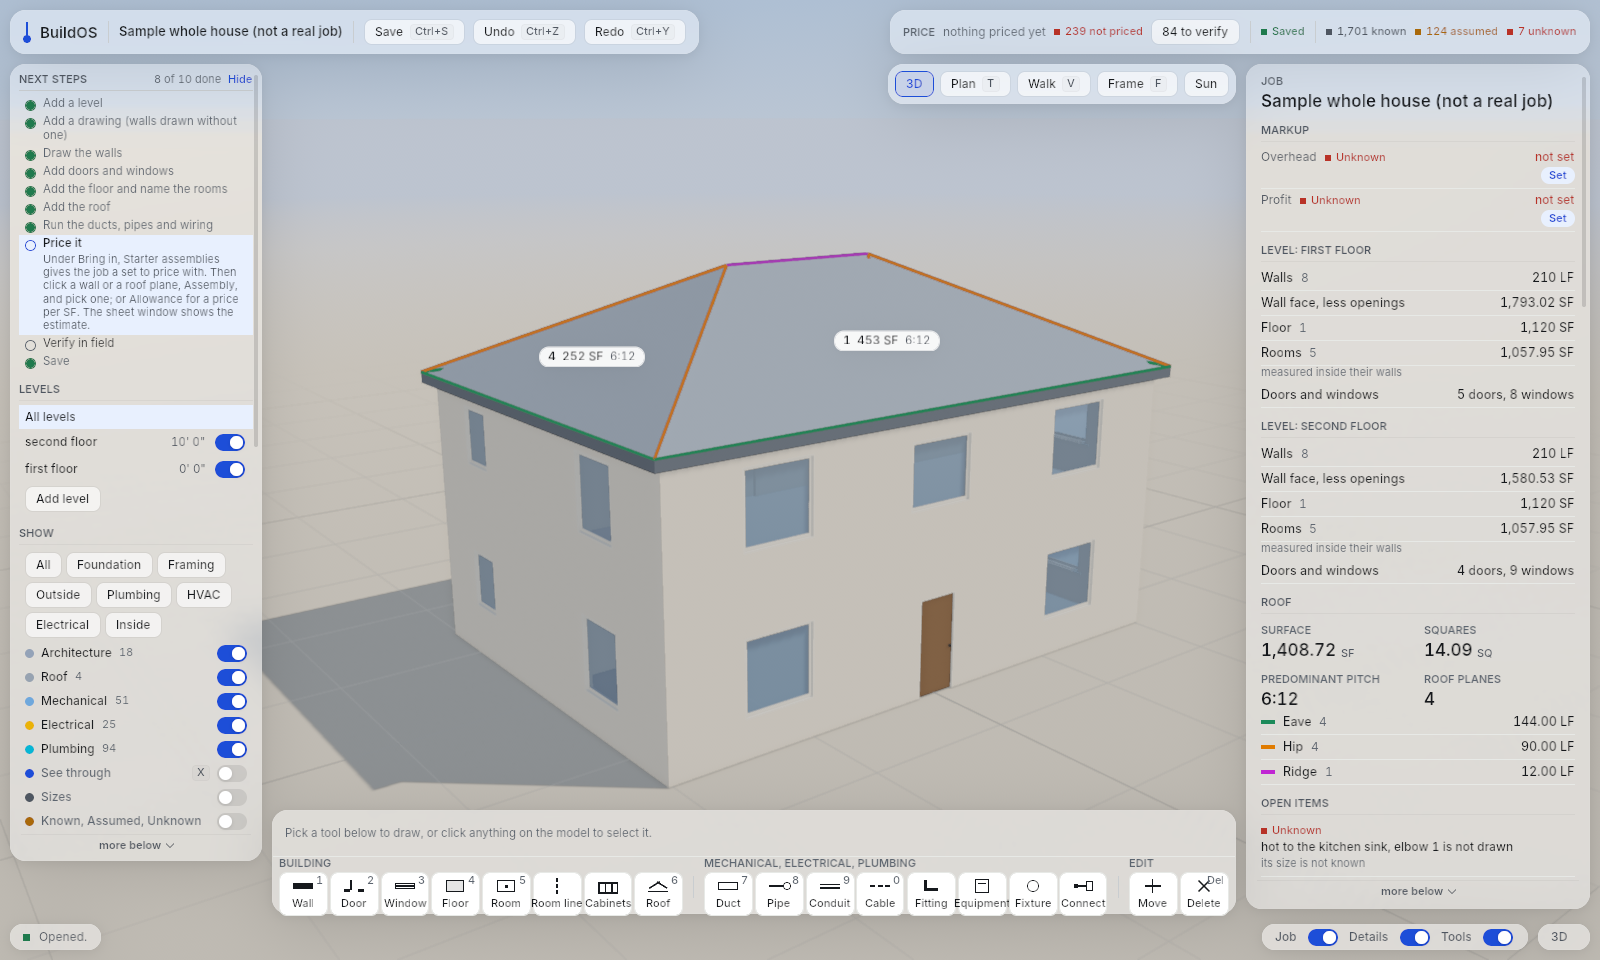 BuildOS
Sample whole house (not a real job)
Save Ctrl+S
Undo Ctrl+Z
Redo Ctrl+Y
PRICE nothing priced yet
239 not priced
84 to verify
Saved
1,701 known
124 assumed
7 unknown
NEXT STEPS 8 of 10 done Hide
Add a level
Add a drawing (walls drawn without
one)
Draw the walls
Add doors and windows
Add the floor and name the rooms
Add the roof
Run the ducts, pipes and wiring
Price it
Under Bring in, Starter assemblies
gives the job a set to price with. Then
click a wall or a roof plane, Assembly,
and pick one; or Allowance for a price
per SF. The sheet window shows the
estimate.
Verify in field
Save
LEVELS
All levels
second floor 10' 0"
first floor 0' 0"
Add level
SHOW
All Foundation Framing
Outside Plumbing HVAC
Electrical Inside
Architecture 18
Roof 4
Mechanical 51
Electrical 25
Plumbing 94
See through X
Sizes
Known, Assumed, Unknown
more below
Opened.
3D
Plan T
Walk V
Frame F
Sun
4 252 SF 6:12
1 453 SF 6:12
Pick a tool below to draw, or click anything on the model to select it.
BUILDING
Wall 1
Door 2
Window 3
Floor 4
Room 5
Room line
Cabinets
Roof 6
MECHANICAL, ELECTRICAL, PLUMBING
Duct 7
Pipe 8
Conduit 9
Cable 0
Fitting
Equipment
Fixture
Connect
EDIT
Move
Delete Del
JOB
Sample whole house (not a real job)
MARKUP
Overhead Unknown not set
Set
Profit Unknown not set
Set
LEVEL: FIRST FLOOR
Walls 8 210 LF
Wall face, less openings 1,793.02 SF
Floor 1 1,120 SF
Rooms 5 1,057.95 SF
measured inside their walls
Doors and windows 5 doors, 8 windows
LEVEL: SECOND FLOOR
Walls 8 210 LF
Wall face, less openings 1,580.53 SF
Floor 1 1,120 SF
Rooms 5 1,057.95 SF
measured inside their walls
Doors and windows 4 doors, 9 windows
ROOF
SURFACE SQUARES
1,408.72 SF 14.09 SQ
PREDOMINANT PITCH ROOF PLANES
6:12 4
Eave 4 144.00 LF
Hip 4 90.00 LF
Ridge 1 12.00 LF
OPEN ITEMS
Unknown
hot to the kitchen sink, elbow 1 is not drawn
its size is not known
more below
Job Details Tools 3D